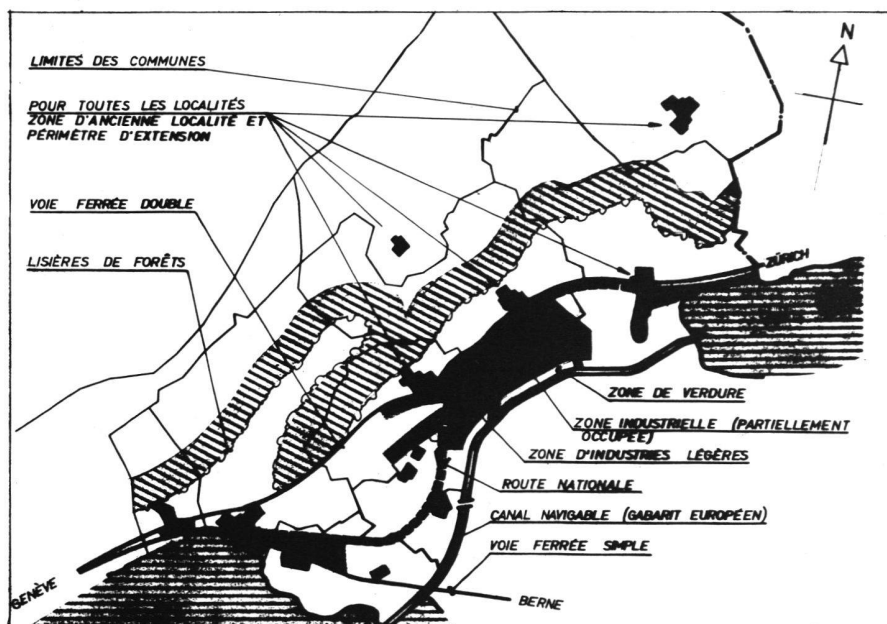 N
LIMITES DES COMMUNES
POUR TOUTES LES LOCALITÉS
ZONE D'ANCIENNE LOCALITÉ ET
PÉRIMÈTRE D'EXTENSION
VOIE FERRÉE DOUBLE
LISIÈRES DE FORÊTS
ZÜRICH
ZONE DE VERDURE
ZONE INDUSTRIELLE (PARTIELLEMENT
OCCUPÉE)
ZONE D'INDUSTRIES LÉGÈRES
ROUTE NATIONALE
CANAL NAVIGABLE (GABARIT EUROPÉEN)
VOIE FERRÉE SIMPLE
GENÈVE
BERNE